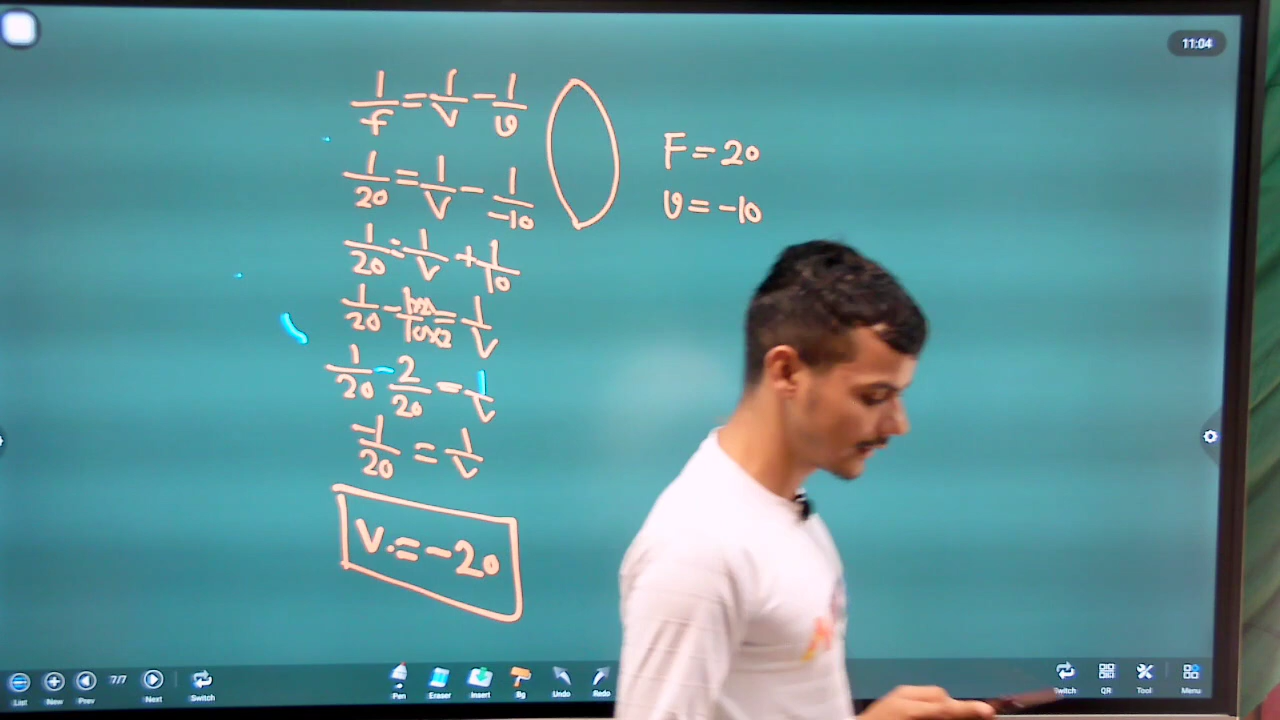 11:04
1/f = 1/v - 1/u
F = 20
1/20 = 1/v - 1/-10
u = -10
1/20 = 1/v + 1/10
1/20 - 1×2/10×2 = 1/v
1/20 - 2/20 = 1/v
-1/20 = 1/v
V = -20
List New Prev 7/7 Next Switch Pen Eraser Insert Bg Undo Redo Switch QR Tool Menu